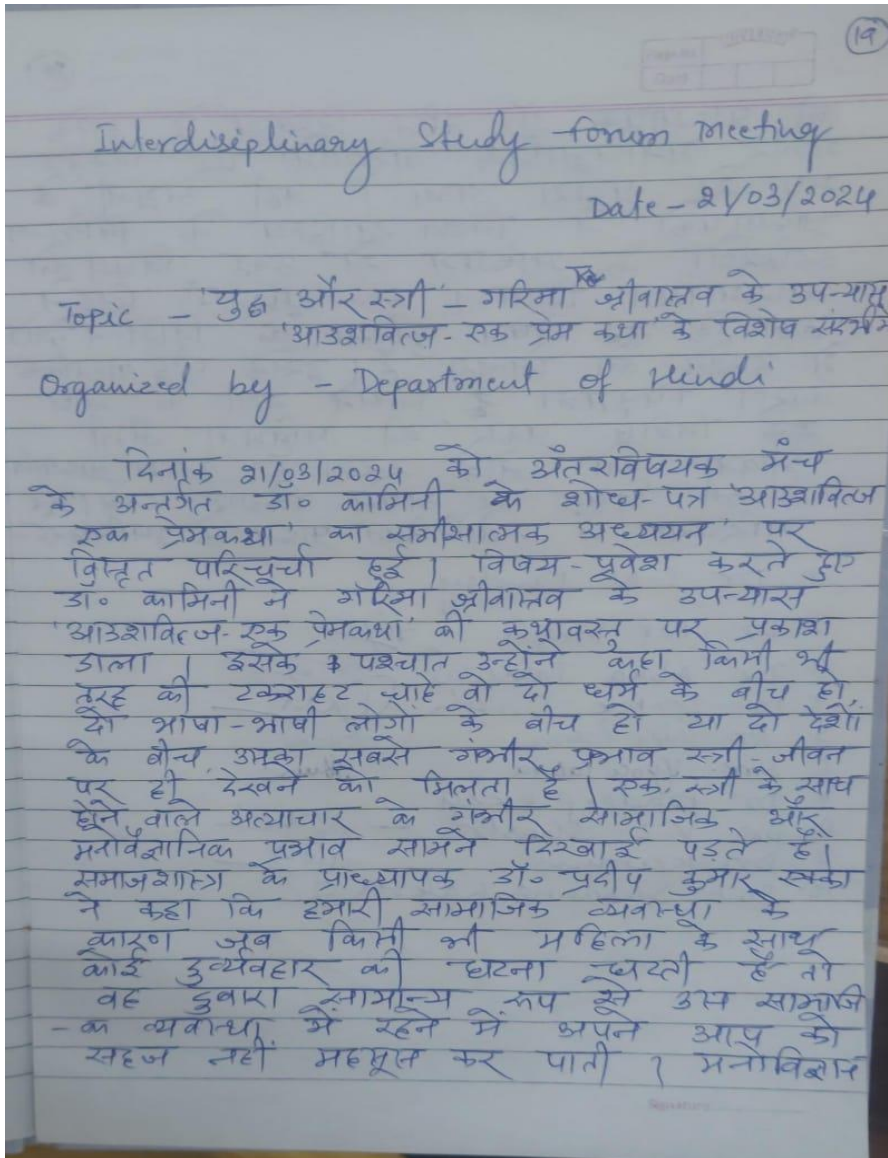 19
Interdisiplinary Study forum meeting
Date - 21/03/2024
Topic - 'युद्ध और स्त्री' - गरिमा श्रीवास्तव के उपन्यास
'आउशवित्ज - एक प्रेम कथा' के विशेष संदर्भ में
Organized by - Department of Hindi
दिनांक 21/03/2024 को अंतरविषयक मंच
के अन्तर्गत डा० कामिनी के शोध-पत्र 'आउशवित्ज
एक प्रेमकथा' का समीक्षात्मक अध्ययन पर
विस्तृत परिचर्चा हुई। विषय-प्रवेश करते हुए
डा० कामिनी ने गरिमा श्रीवास्तव के उपन्यास
'आउशवित्ज - एक प्रेमकथा' की कथावस्तु पर प्रकाश
डाला। इसके पश्चात उन्होंने कहा किसी भी
तरह की टकराहट चाहे वो दो धर्म के बीच हो,
दो भाषा-भाषी लोगों के बीच हो या दो देशों
के बीच उसका सबसे गंभीर प्रभाव स्त्री-जीवन
पर ही देखने को मिलता है। एक स्त्री के साथ
होने वाले अत्याचार के गंभीर सामाजिक और
मनोवैज्ञानिक प्रभाव सामने दिखाई पड़ते हैं।
समाजशास्त्र के प्राध्यापक डॉ० प्रदीप कुमार एक्का
ने कहा कि हमारी सामाजिक व्यवस्था के
कारण जब किसी भी महिला के साथ
कोई दुर्व्यवहार की घटना घटती है तो
वह दुबारा सामान्य रूप से उस सामाजि
-क व्यवस्था में रहने में अपने आप को
सहज नहीं महसूस कर पाती। मनोविज्ञान